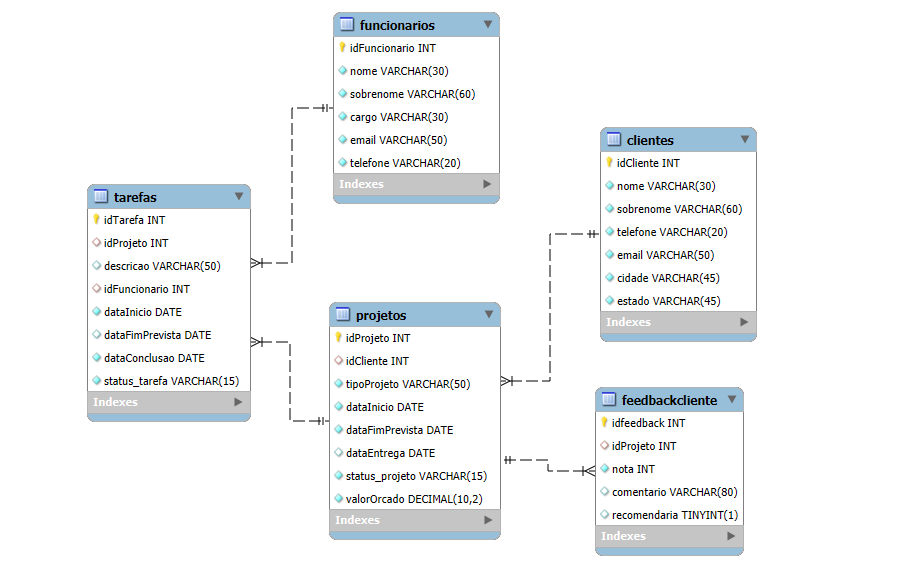 funcionarios
idFuncionario INT
nome VARCHAR(30)
sobrenome VARCHAR(60)
cargo VARCHAR(30)
email VARCHAR(50)
telefone VARCHAR(20)
Indexes
clientes
idCliente INT
nome VARCHAR(30)
sobrenome VARCHAR(60)
telefone VARCHAR(20)
email VARCHAR(50)
cidade VARCHAR(45)
estado VARCHAR(45)
Indexes
tarefas
idTarefa INT
idProjeto INT
descricao VARCHAR(50)
idFuncionario INT
dataInicio DATE
dataFimPrevista DATE
dataConclusao DATE
status_tarefa VARCHAR(15)
Indexes
projetos
idProjeto INT
idCliente INT
tipoProjeto VARCHAR(50)
dataInicio DATE
dataFimPrevista DATE
dataEntrega DATE
status_projeto VARCHAR(15)
valorOrcado DECIMAL(10,2)
Indexes
feedbackcliente
idfeedback INT
idProjeto INT
nota INT
comentario VARCHAR(80)
recomendaria TINYINT(1)
Indexes